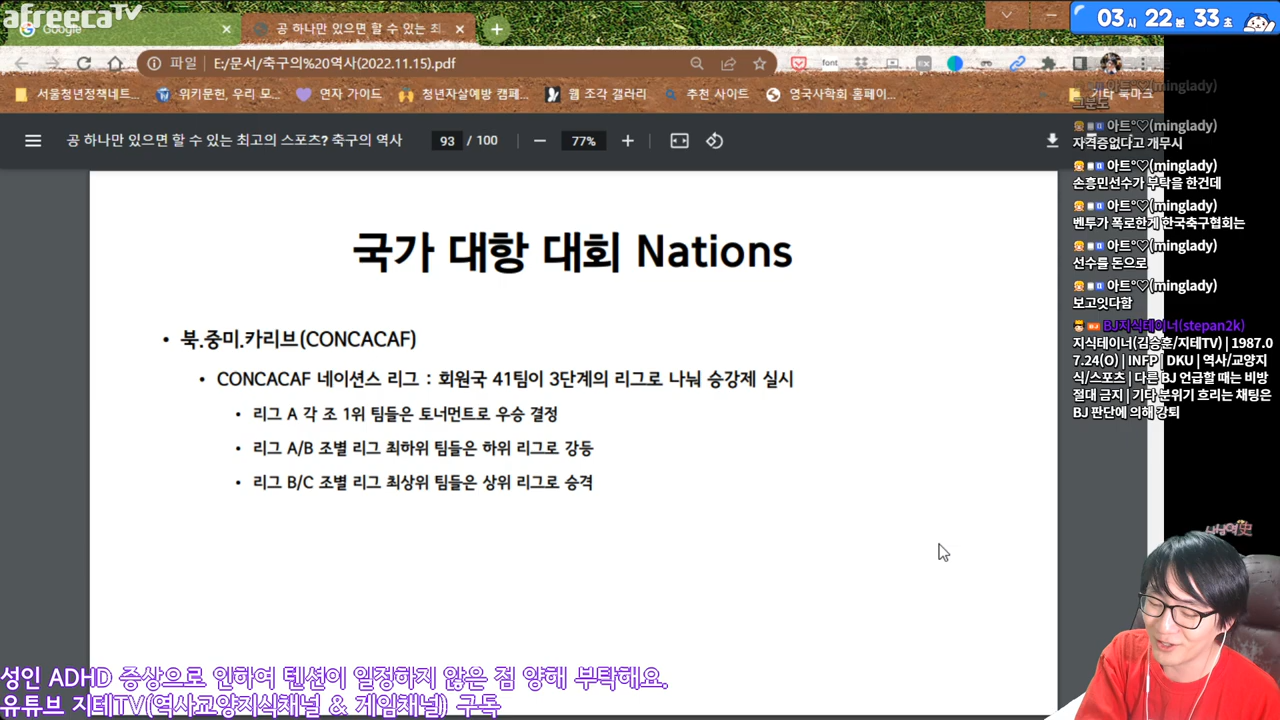 afreecaTV
Google
공 하나만 있으면 할 수 있는 최
03시 22분 33초
파일 E:/문서/축구의%20역사(2022.11.15).pdf
font
서울청년정책네트...
위키문헌, 우리 모...
연자 가이드
청년자살예방 캠페...
웹 조각 갤러리
추천 사이트
영국사학회 홈페이...
기타 북마크
공 하나만 있으면 할 수 있는 최고의 스포츠? 축구의 역사
93 / 100
77%
국가 대항 대회 Nations
• 북.중미.카리브(CONCACAF)
• CONCACAF 네이션스 리그 : 회원국 41팀이 3단계의 리그로 나눠 승강제 실시
• 리그 A 각 조 1위 팀들은 토너먼트로 우승 결정
• 리그 A/B 조별 리그 최하위 팀들은 하위 리그로 강등
• 리그 B/C 조별 리그 최상위 팀들은 상위 리그로 승격
아트°♡(minglady)
그분도
아트°♡(minglady)
자격증없다고 개무시
아트°♡(minglady)
손흥민선수가 부탁을 한건데
아트°♡(minglady)
벤투가 폭로한게 한국축구협회는
아트°♡(minglady)
선수를 돈으로
아트°♡(minglady)
보고잇다함
BJ지식테이너(stepan2k)
지식테이너(김승훈/지테TV) | 1987.0
7.24(O) | INFP | DKU | 역사/교양지
식/스포츠 | 다른 BJ 언급할 때는 비방
절대 금지 | 기타 분위기 흐리는 채팅은
BJ 판단에 의해 강퇴
성인 ADHD 증상으로 인하여 텐션이 일정하지 않은 점 양해 부탁해요.
유튜브 지테TV(역사교양지식채널 & 게임채널) 구독